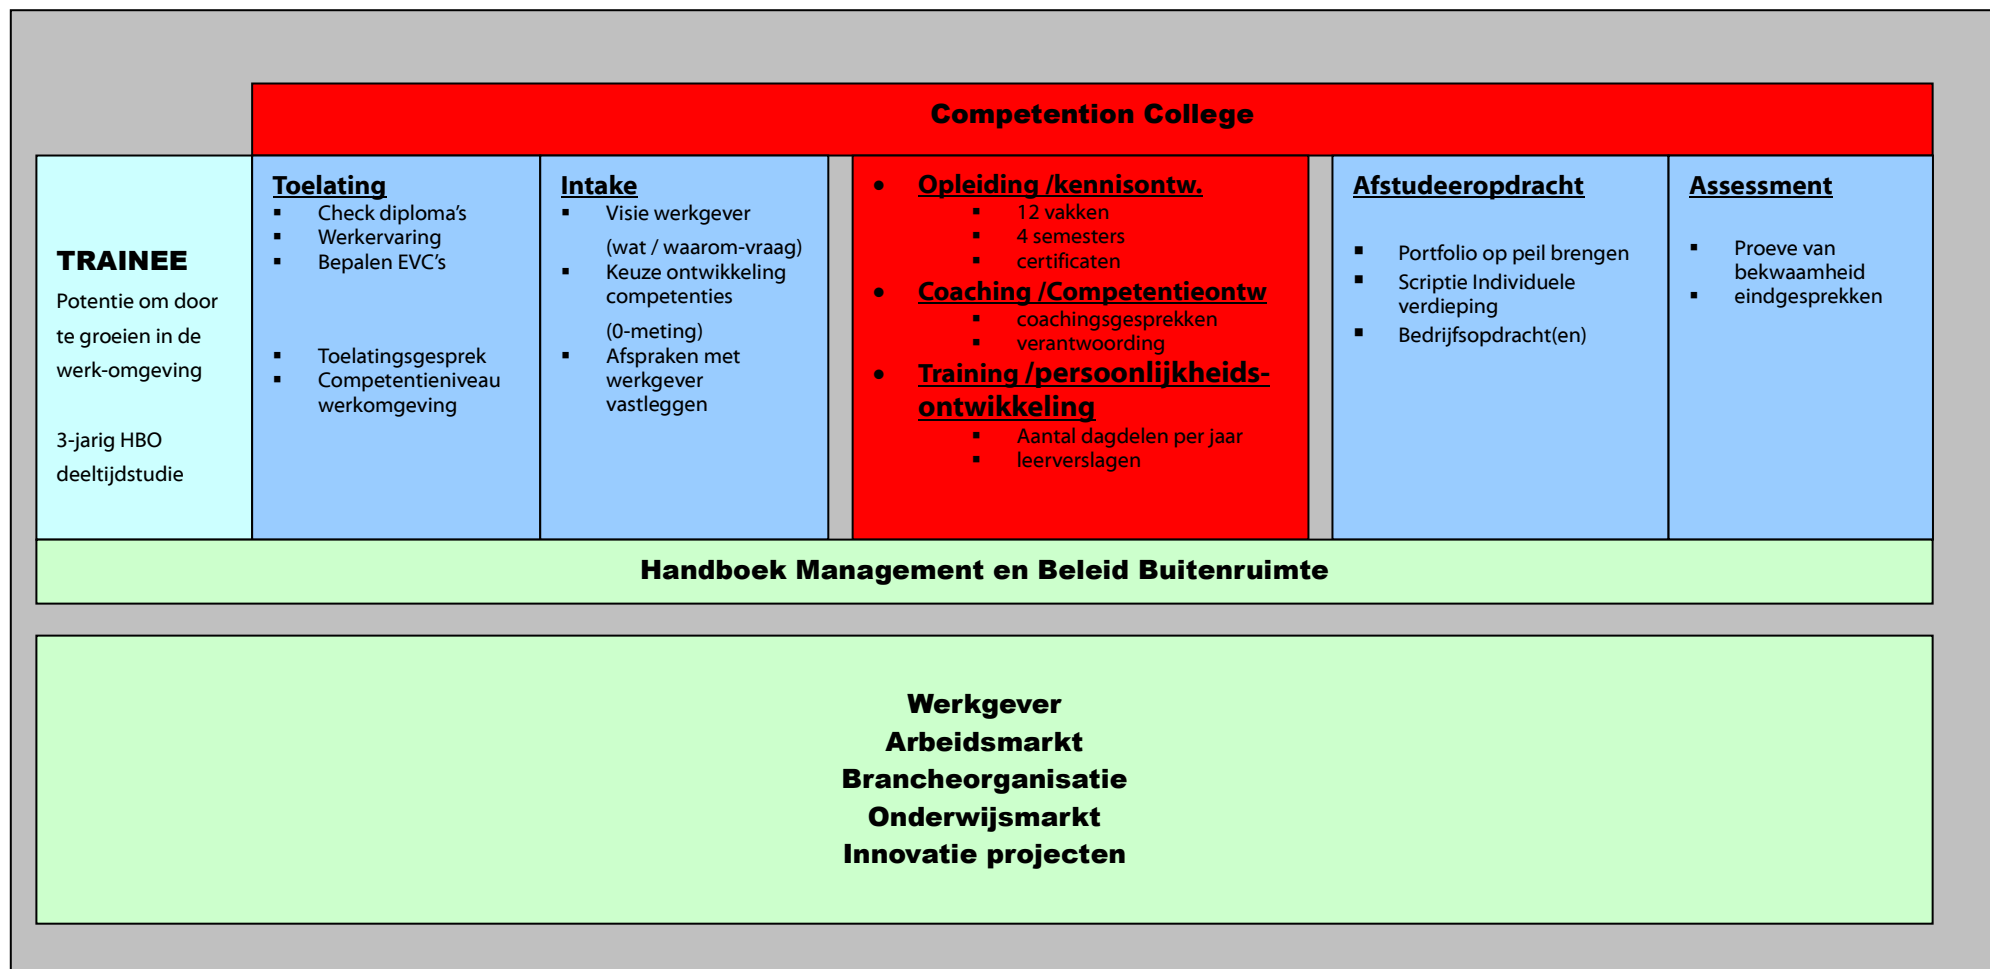 Competention College
TRAINEE
Potentie om door
te groeien in de
werk-omgeving
3-jarig HBO
deeltijdstudie
Toelating
▪ Check diploma’s
▪ Werkervaring
▪ Bepalen EVC’s
▪ Toelatingsgesprek
▪ Competentieniveau
werkomgeving
Intake
▪ Visie werkgever
(wat / waarom-vraag)
▪ Keuze ontwikkeling
competenties
(0-meting)
▪ Afspraken met
werkgever
vastleggen
• Opleiding /kennisontw.
▪ 12 vakken
▪ 4 semesters
▪ certificaten
• Coaching /Competentieontw
▪ coachingsgesprekken
▪ verantwoording
• Training /persoonlijkheids-
ontwikkeling
▪ Aantal dagdelen per jaar
▪ leerverslagen
Afstudeeropdracht
▪ Portfolio op peil brengen
▪ Scriptie Individuele
verdieping
▪ Bedrijfsopdracht(en)
Assessment
▪ Proeve van
bekwaamheid
▪ eindgesprekken
Handboek Management en Beleid Buitenruimte
Werkgever
Arbeidsmarkt
Brancheorganisatie
Onderwijsmarkt
Innovatie projecten